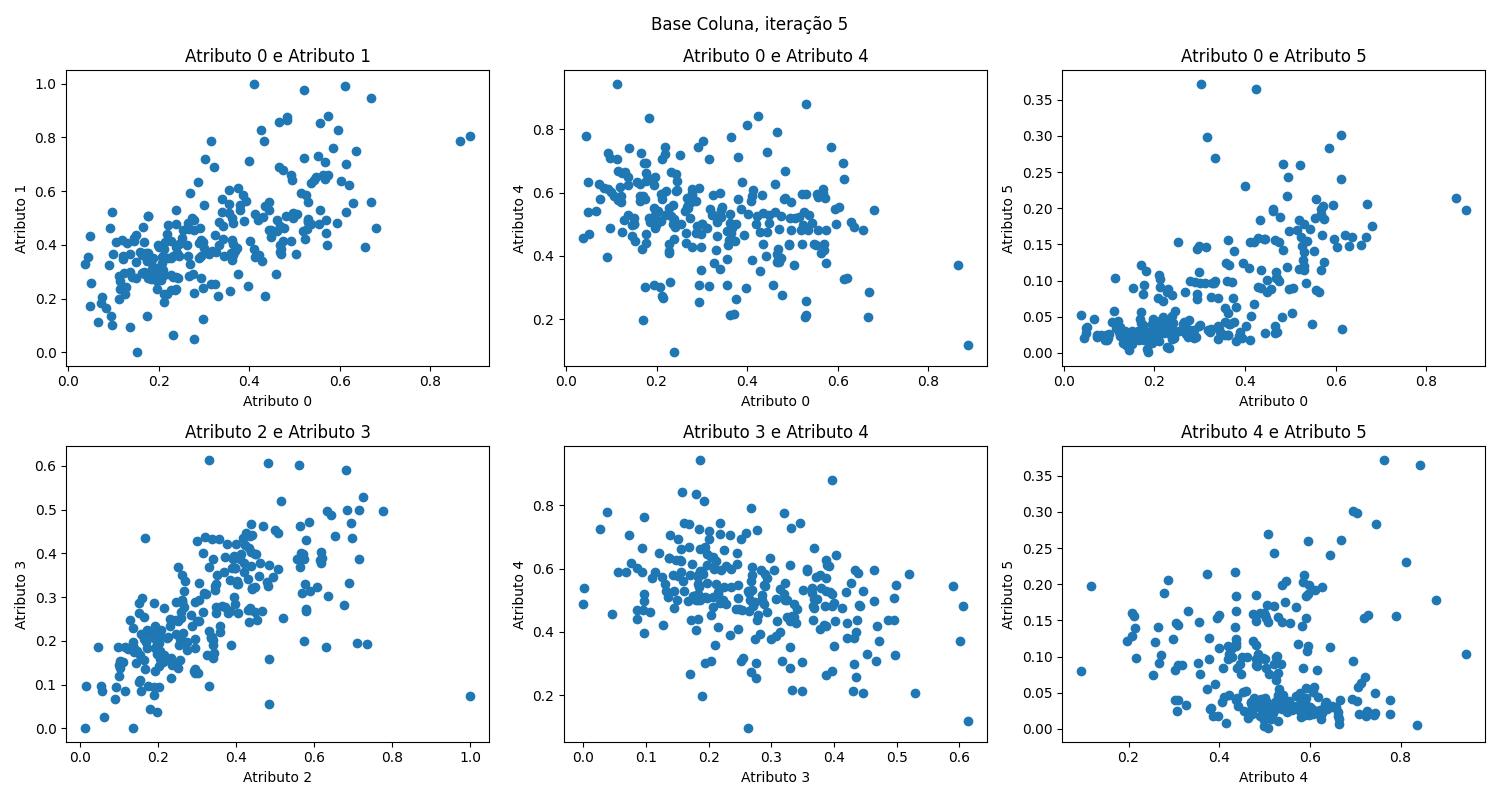 Base Coluna, iteração 5
Atributo 0 e Atributo 1
Atributo 1
1.0
0.8
0.6
0.4
0.2
0.0
0.0 0.2 0.4 0.6 0.8
Atributo 0
Atributo 0 e Atributo 4
Atributo 4
0.8
0.6
0.4
0.2
0.0 0.2 0.4 0.6 0.8
Atributo 0
Atributo 0 e Atributo 5
Atributo 5
0.35
0.30
0.25
0.20
0.15
0.10
0.05
0.00
0.0 0.2 0.4 0.6 0.8
Atributo 0
Atributo 2 e Atributo 3
Atributo 3
0.6
0.5
0.4
0.3
0.2
0.1
0.0
0.0 0.2 0.4 0.6 0.8 1.0
Atributo 2
Atributo 3 e Atributo 4
Atributo 4
0.8
0.6
0.4
0.2
0.0 0.1 0.2 0.3 0.4 0.5 0.6
Atributo 3
Atributo 4 e Atributo 5
Atributo 5
0.35
0.30
0.25
0.20
0.15
0.10
0.05
0.00
0.2 0.4 0.6 0.8
Atributo 4